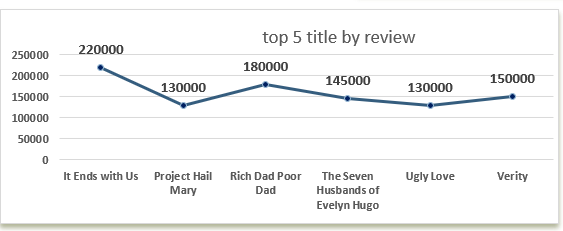 top 5 title by review
250000
200000
150000
100000
50000
0
220000
130000
180000
145000
130000
150000
It Ends with Us
Project Hail
Mary
Rich Dad Poor
Dad
The Seven
Husbands of
Evelyn Hugo
Ugly Love
Verity